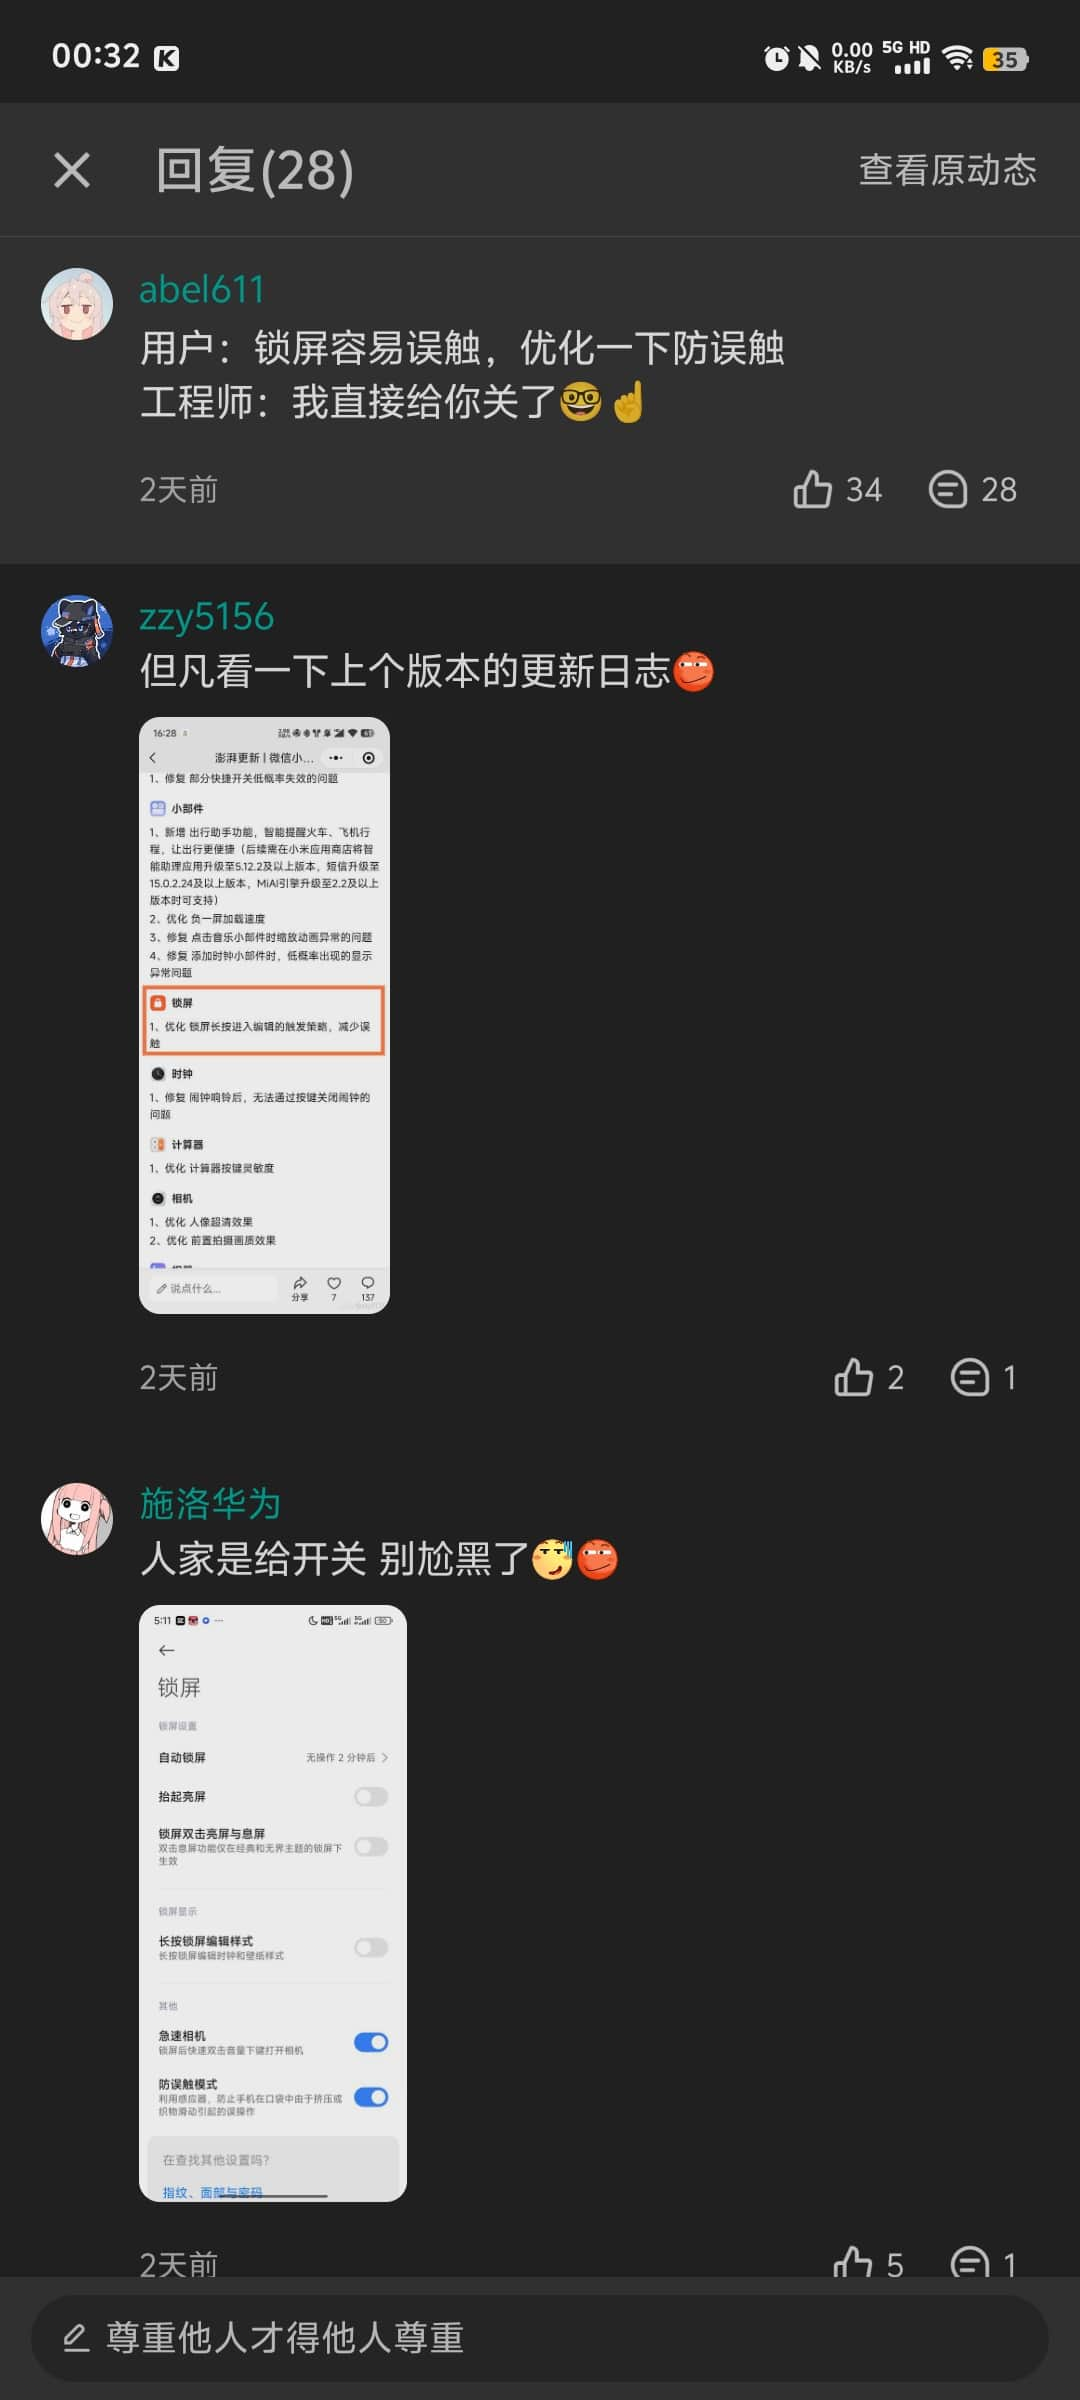 00:32
0.00 KB/s 5G HD 35
回复(28)
查看原动态
abel611
用户：锁屏容易误触，优化一下防误触
工程师：我直接给你关了🤓☝
2天前
34 28
zzy5156
但凡看一下上个版本的更新日志
16:28
澎湃更新 | 微信小...
1、修复 部分快捷开关低概率失效的问题
小部件
1、新增 出行助手功能，智能提醒火车、飞机行
程，让出行更便捷（后续需在小米应用商店将智
能助理应用升级至5.12.2及以上版本，短信升级至
15.0.2.24及以上版本，MiAI引擎升级至2.2及以上
版本时可支持）
2、优化 负一屏加载速度
3、修复 点击音乐小部件时缩放动画异常的问题
4、修复 添加时钟小部件时，低概率出现的显示
异常问题
锁屏
1、优化 锁屏长按进入编辑的触发策略，减少误
触
时钟
1、修复 闹钟响铃后，无法通过按键关闭闹钟的
问题
计算器
1、优化 计算器按键灵敏度
相机
1、优化 人像超清效果
2、优化 前置拍摄画质效果
说点什么...
分享 7 137
2天前
2 1
施洛华为
人家是给开关 别尬黑了
5:11
锁屏
锁屏设置
自动锁屏 无操作 2 分钟后
抬起亮屏
锁屏双击亮屏与息屏
双击息屏功能仅在经典和无界主题的锁屏下
生效
锁屏显示
长按锁屏编辑样式
长按锁屏编辑时钟和壁纸样式
其他
急速相机
锁屏后快速双击音量下键打开相机
防误触模式
利用感应器，防止手机在口袋中由于挤压或
织物滑动引起的误操作
在查找其他设置吗?
指纹、面部与密码
2天前
5 1
尊重他人才得他人尊重